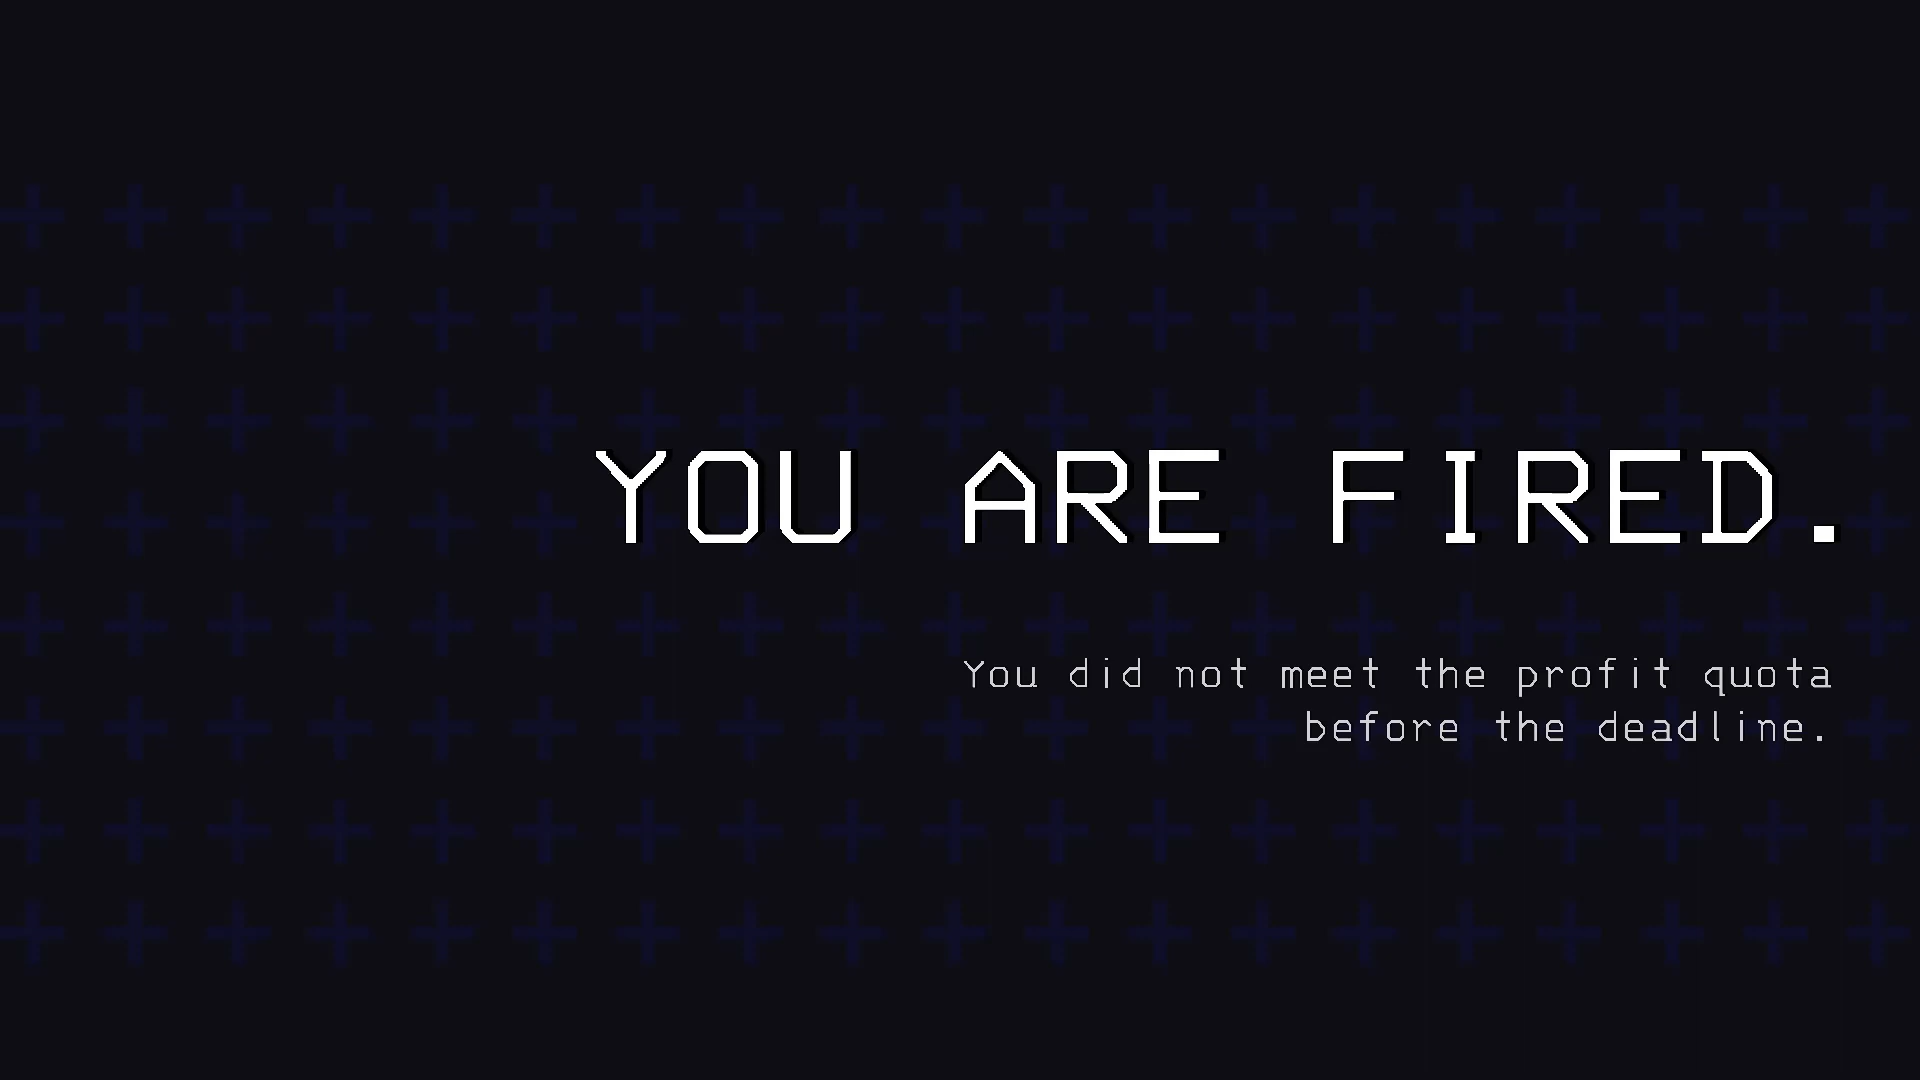 YOU ARE FIRED.
You did not meet the profit quota
before the deadline.